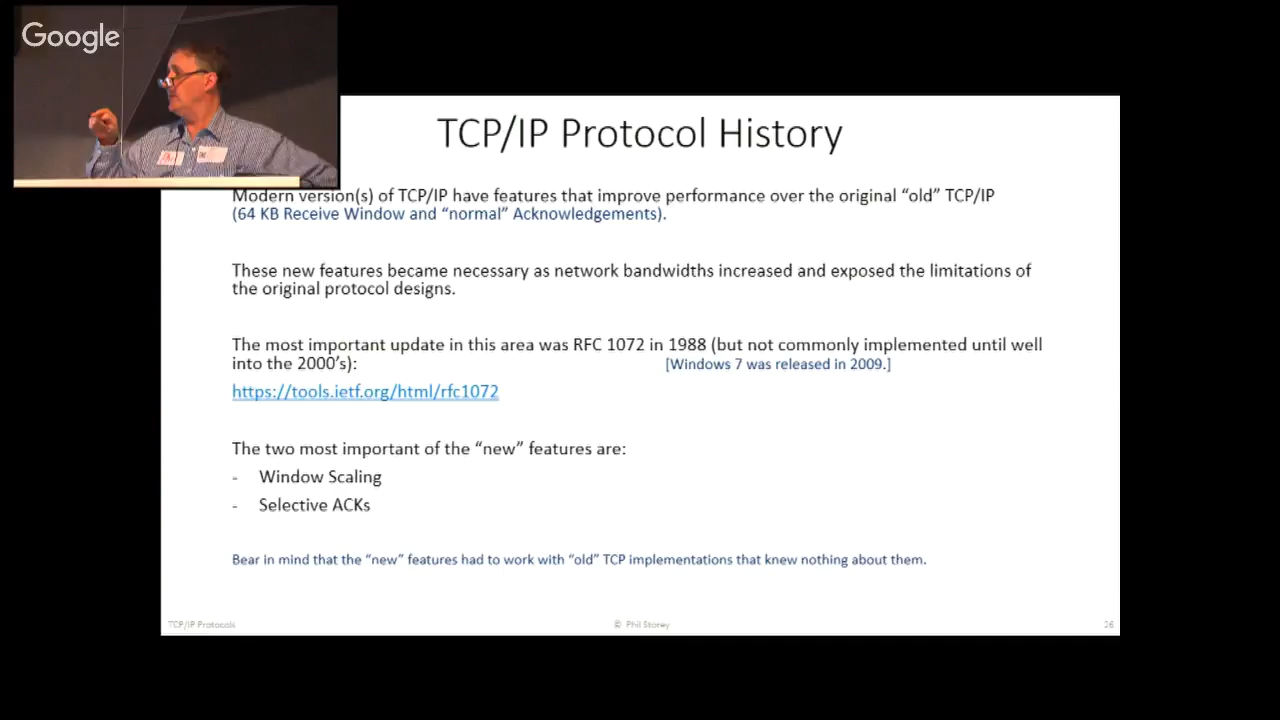 Google
TCP/IP Protocol History
Modern version(s) of TCP/IP have features that improve performance over the original “old” TCP/IP
(64 KB Receive Window and “normal” Acknowledgements).
These new features became necessary as network bandwidths increased and exposed the limitations of
the original protocol designs.
The most important update in this area was RFC 1072 in 1988 (but not commonly implemented until well
into the 2000’s): [Windows 7 was released in 2009.]
https://tools.ietf.org/html/rfc1072
The two most important of the “new” features are:
- Window Scaling
- Selective ACKs
Bear in mind that the “new” features had to work with “old” TCP implementations that knew nothing about them.
TCP/IP Protocols © Phil Storey 26